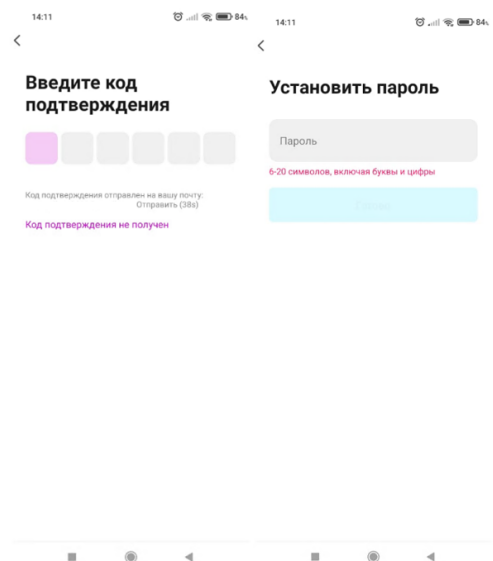 14:11
84%
Введите код
подтверждения
Код подтверждения отправлен на вашу почту:
Отправить (38s)
Код подтверждения не получен
14:11
84%
Установить пароль
Пароль
6-20 символов, включая буквы и цифры